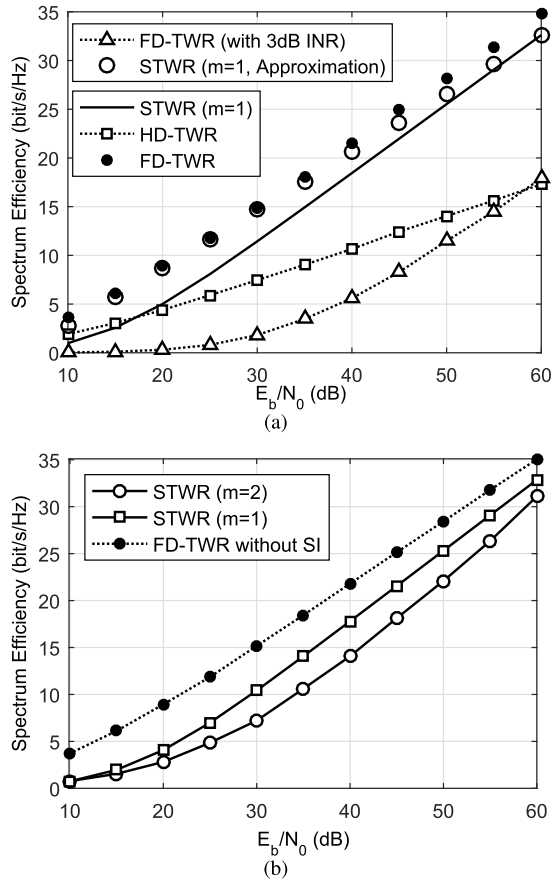 35
30
25
20
15
10
5
0
Spectrum Efficiency (bit/s/Hz)
FD-TWR (with 3dB INR)
STWR (m=1, Approximation)
STWR (m=1)
HD-TWR
FD-TWR
10 20 30 40 50 60
E_b/N_0 (dB)
(a)
35
30
25
20
15
10
5
0
Spectrum Efficiency (bit/s/Hz)
STWR (m=2)
STWR (m=1)
FD-TWR without SI
10 20 30 40 50 60
E_b/N_0 (dB)
(b)